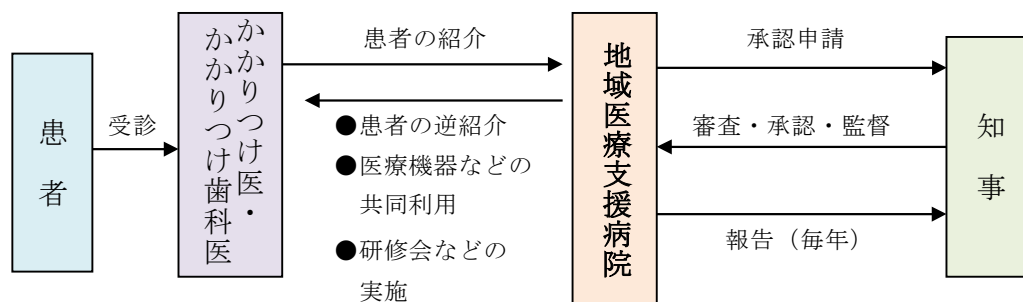 患者
受診
かかりつけ医・
かかりつけ歯科医
患者の紹介
●患者の逆紹介
●医療機器などの
共同利用
●研修会などの
実施
地域医療支援病院
承認申請
審査・承認・監督
報告（毎年）
知事